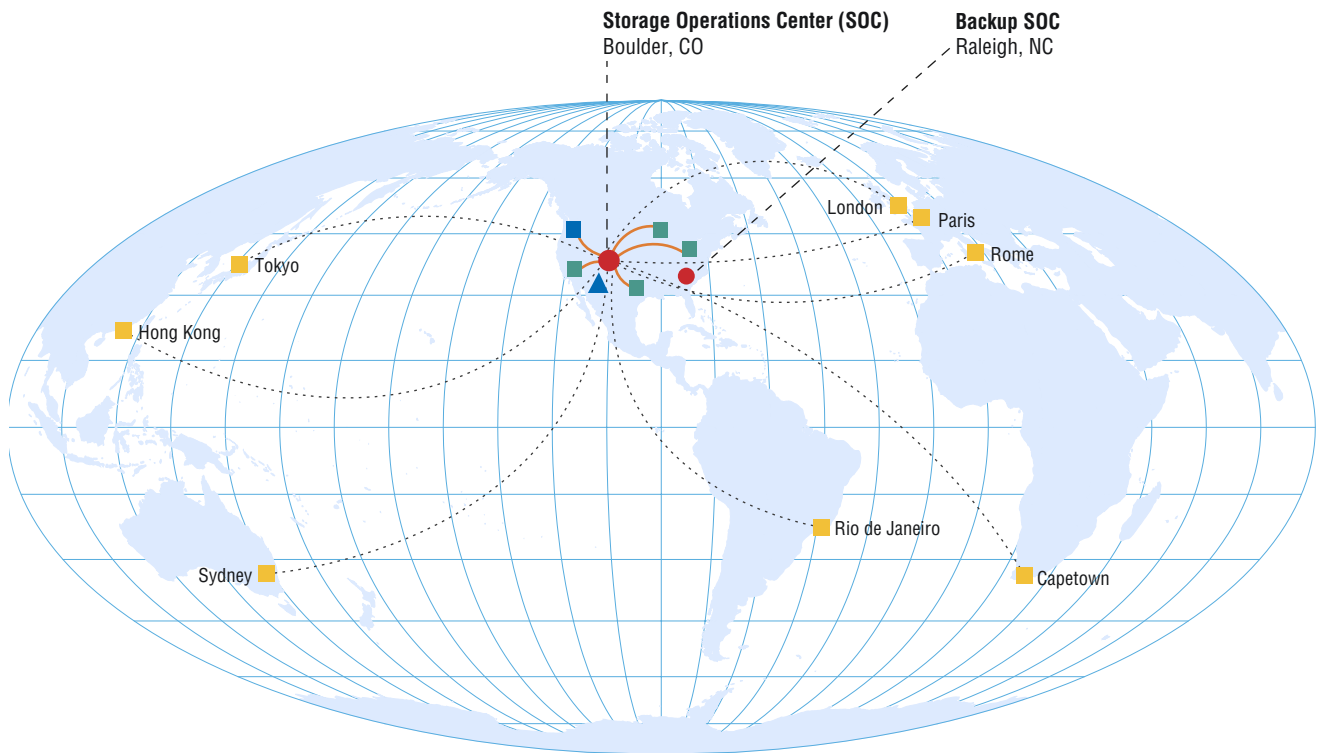 Storage Operations Center (SOC)
Boulder, CO
Backup SOC
Raleigh, NC
London
Paris
Rome
Tokyo
Hong Kong
Rio de Janeiro
Sydney
Capetown